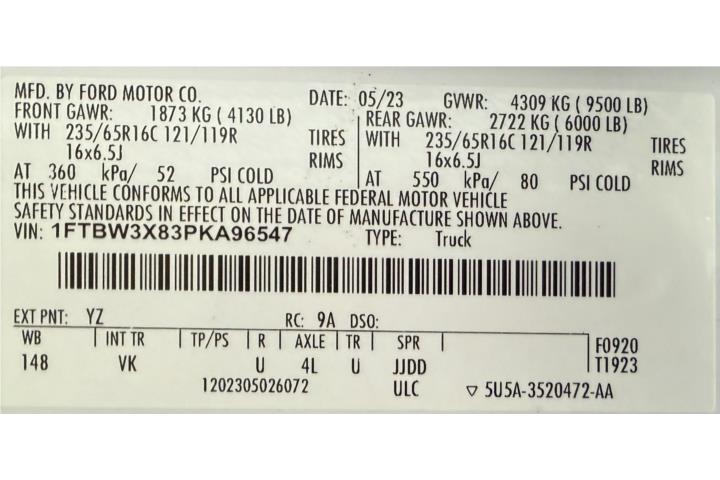 MFD. BY FORD MOTOR CO. DATE: 05/23 GVWR: 4309 KG ( 9500 LB)
FRONT GAWR: 1873 KG ( 4130 LB) REAR GAWR: 2722 KG ( 6000 LB)
WITH 235/65R16C 121/119R TIRES WITH 235/65R16C 121/119R TIRES
16x6.5J RIMS 16x6.5J RIMS
AT 360 kPa/ 52 PSI COLD AT 550 kPa/ 80 PSI COLD
THIS VEHICLE CONFORMS TO ALL APPLICABLE FEDERAL MOTOR VEHICLE
SAFETY STANDARDS IN EFFECT ON THE DATE OF MANUFACTURE SHOWN ABOVE.
VIN: 1FTBW3X83PKA96547 TYPE: Truck
EXT PNT: YZ RC: 9A DSO:
WB INT TR TP/PS R AXLE TR SPR F0920
148 VK U 4L U JJDD T1923
1202305026072 ULC ▽ 5U5A-3520472-AA